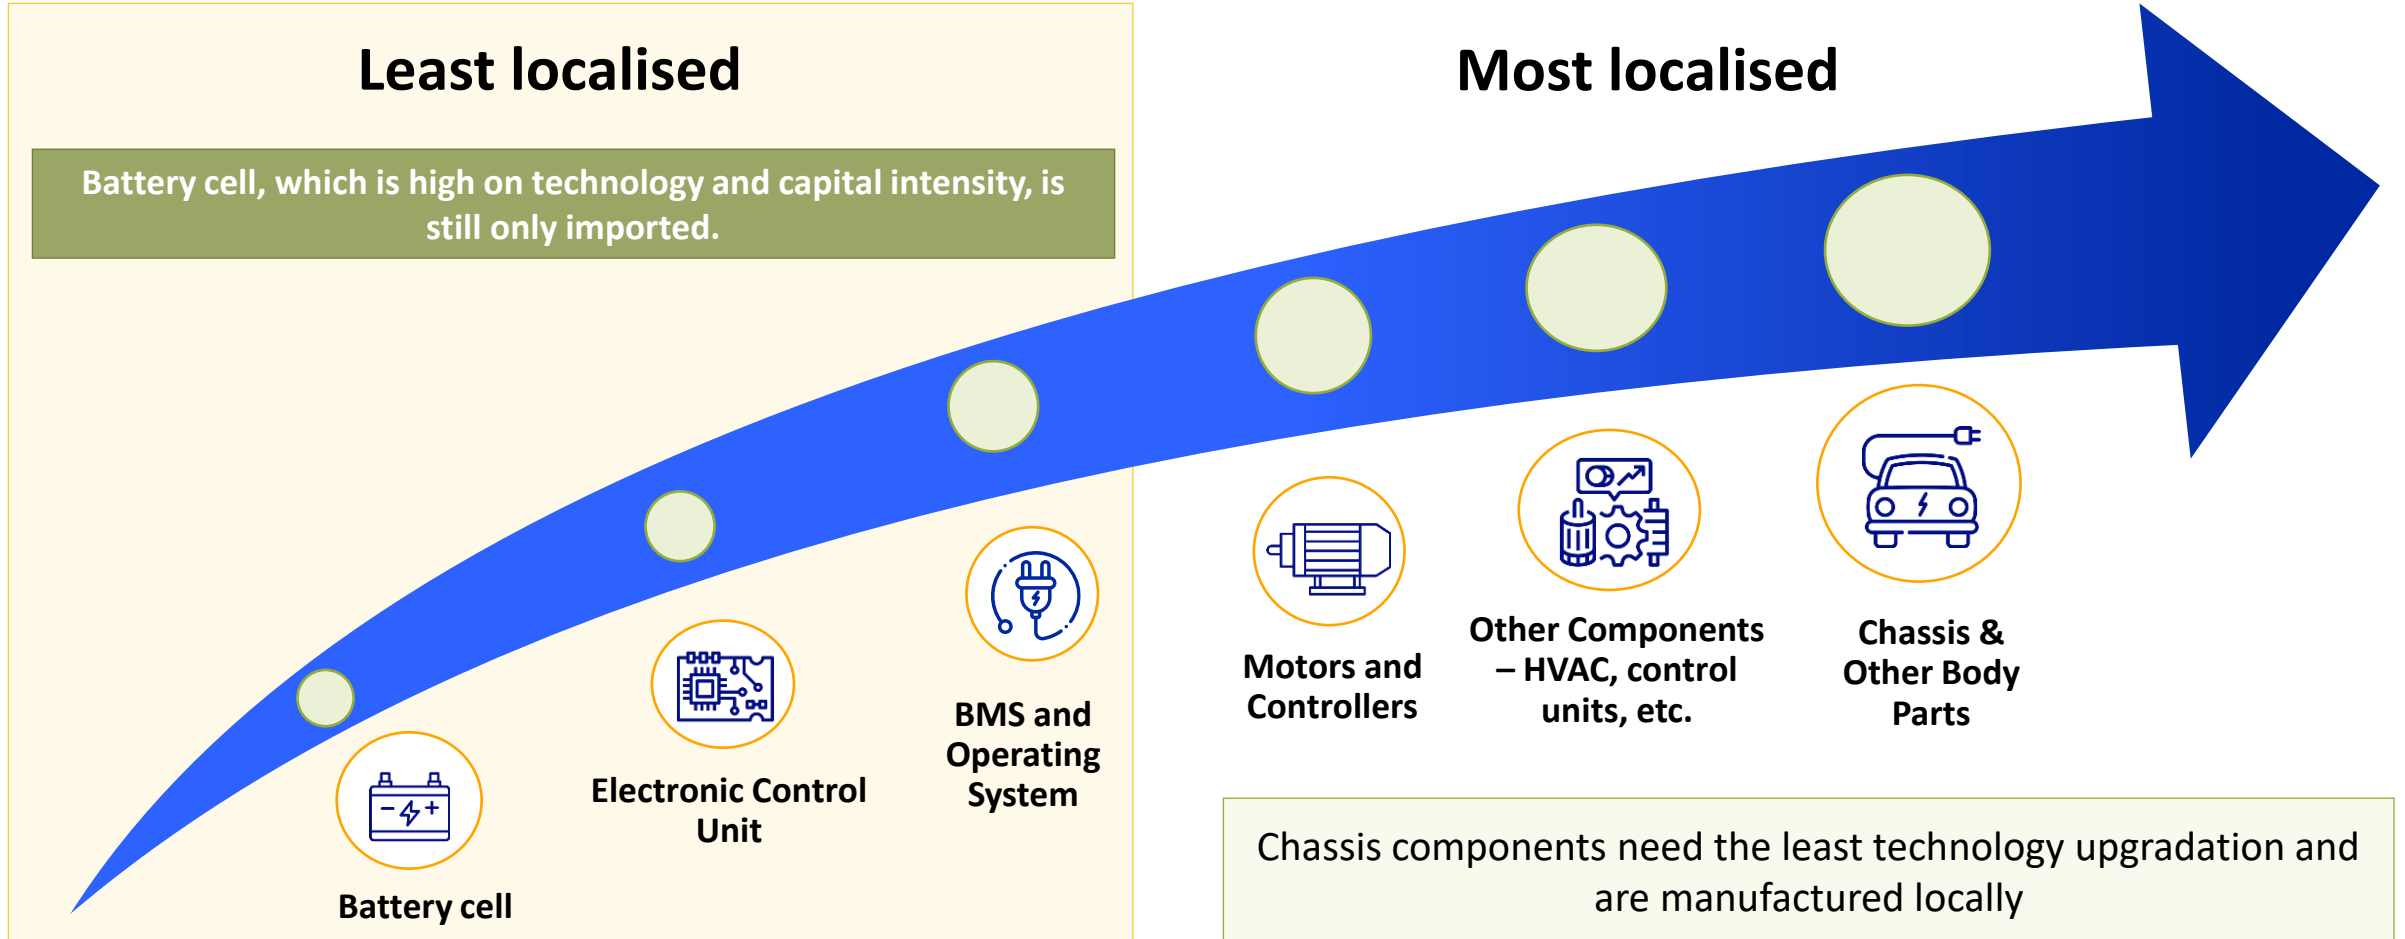 Least localised
Most localised
Battery cell, which is high on technology and capital intensity, is
still only imported.
Battery cell
Electronic Control
Unit
BMS and
Operating
System
Motors and
Controllers
Other Components
– HVAC, control
units, etc.
Chassis &
Other Body
Parts
Chassis components need the least technology upgradation and
are manufactured locally